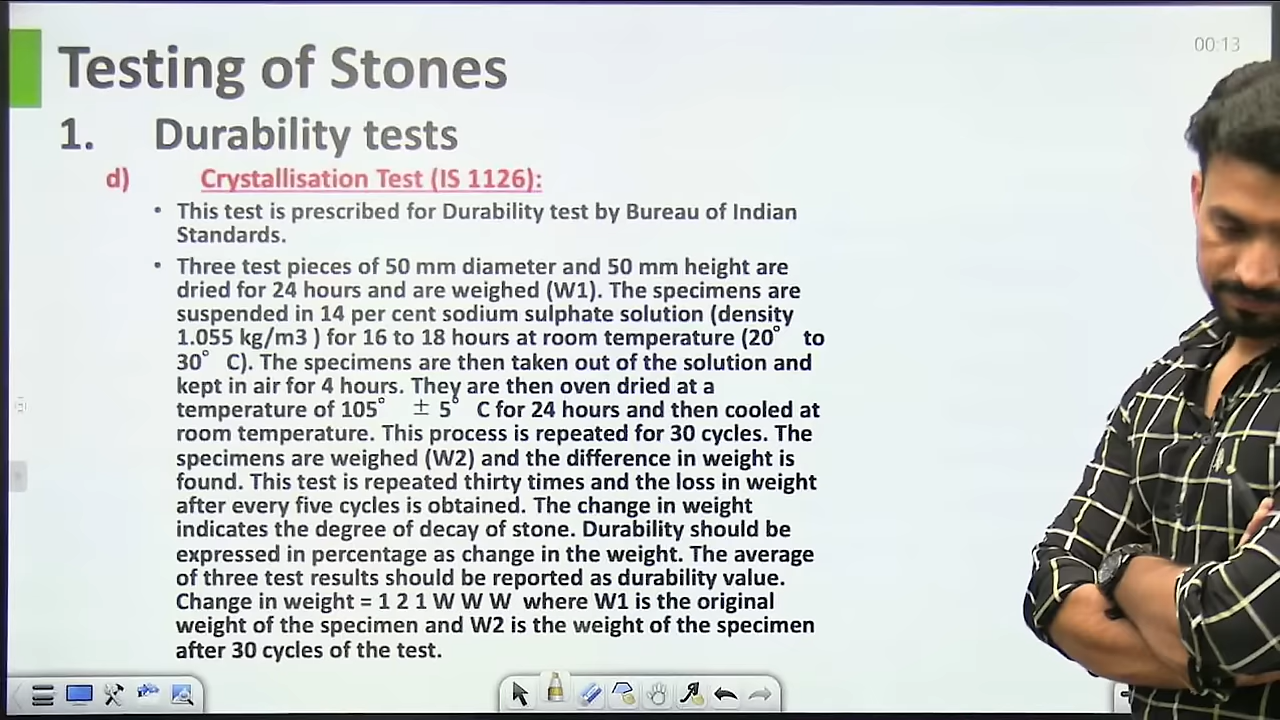 Testing of Stones
00:13
1. Durability tests
d) Crystallisation Test (IS 1126):
• This test is prescribed for Durability test by Bureau of Indian
Standards.
• Three test pieces of 50 mm diameter and 50 mm height are
dried for 24 hours and are weighed (W1). The specimens are
suspended in 14 per cent sodium sulphate solution (density
1.055 kg/m3 ) for 16 to 18 hours at room temperature (20° to
30° C). The specimens are then taken out of the solution and
kept in air for 4 hours. They are then oven dried at a
temperature of 105° ± 5° C for 24 hours and then cooled at
room temperature. This process is repeated for 30 cycles. The
specimens are weighed (W2) and the difference in weight is
found. This test is repeated thirty times and the loss in weight
after every five cycles is obtained. The change in weight
indicates the degree of decay of stone. Durability should be
expressed in percentage as change in the weight. The average
of three test results should be reported as durability value.
Change in weight = 1 2 1 W W W where W1 is the original
weight of the specimen and W2 is the weight of the specimen
after 30 cycles of the test.